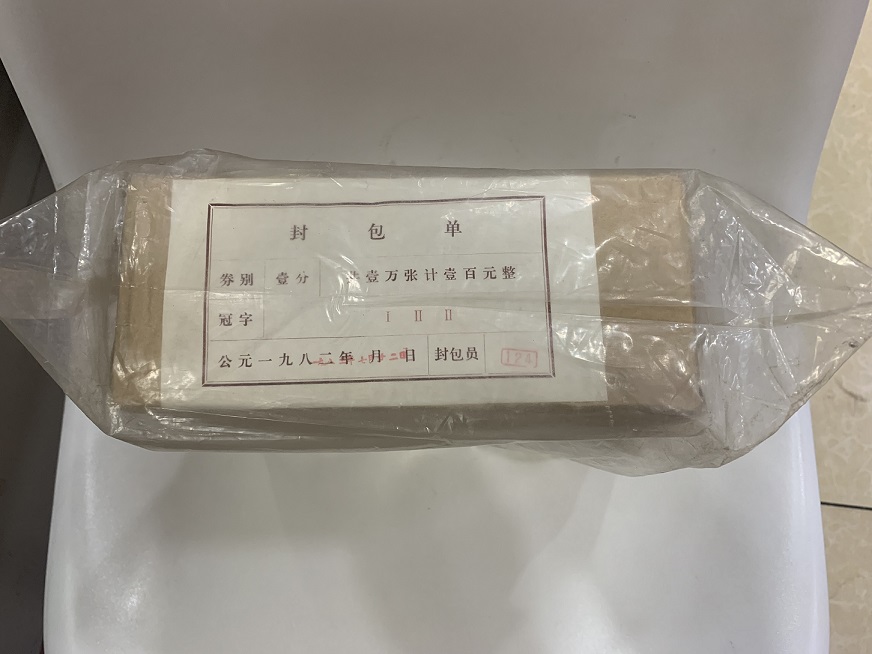 封包单
券别 壹分 共壹万张计壹百元整
冠字 I II II
公元一九八二年 月 日 封包员 124